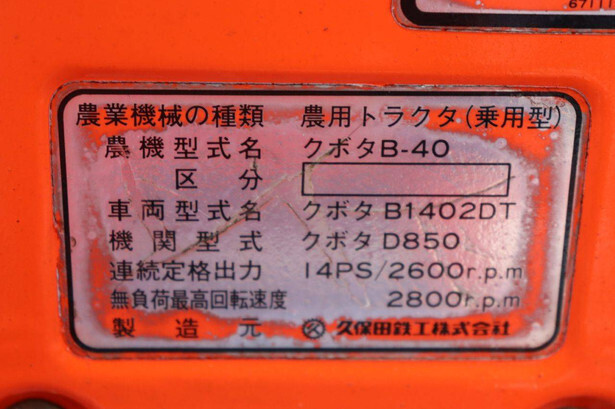 67111
農業機械の種類 農用トラクタ(乗用型)
農機型式名 クボタB-40
区分
車両型式名 クボタB1402DT
機関型式 クボタD850
連続定格出力 14PS/2600r.p.m
無負荷最高回転速度 2800r.p.m
製造元 久保田鉄工株式会社